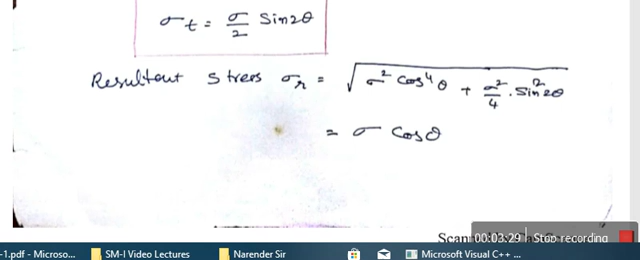 σt = σ/2 Sin2θ
Resultant Stress σr = √(σ² cos⁴θ + σ²/4 . Sin²2θ)
= σ Cosθ
Scan
00:03:29 Stop recording
-1.pdf - Microso... SM-I Video Lectures Narender Sir Microsoft Visual C++ ...